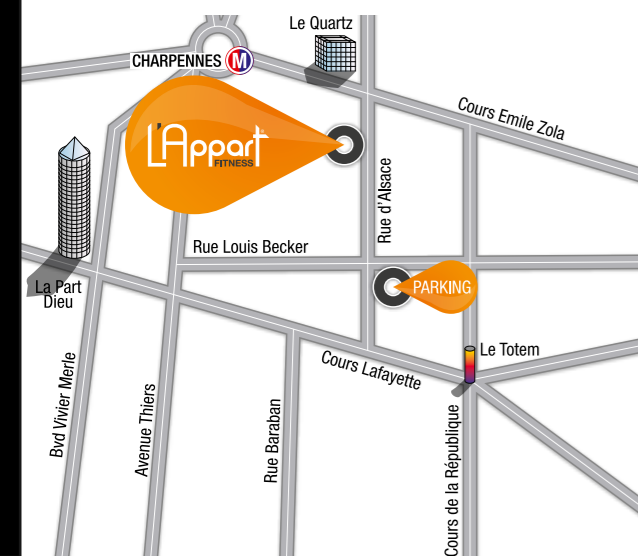 Le Quartz
CHARPENNES M
Cours Emile Zola
L'Appart
FITNESS
Rue d'Alsace
Rue Louis Becker
La Part
Dieu
PARKING
Le Totem
Cours Lafayette
Bvd Vivier Merle
Avenue Thiers
Rue Baraban
Cours de la République